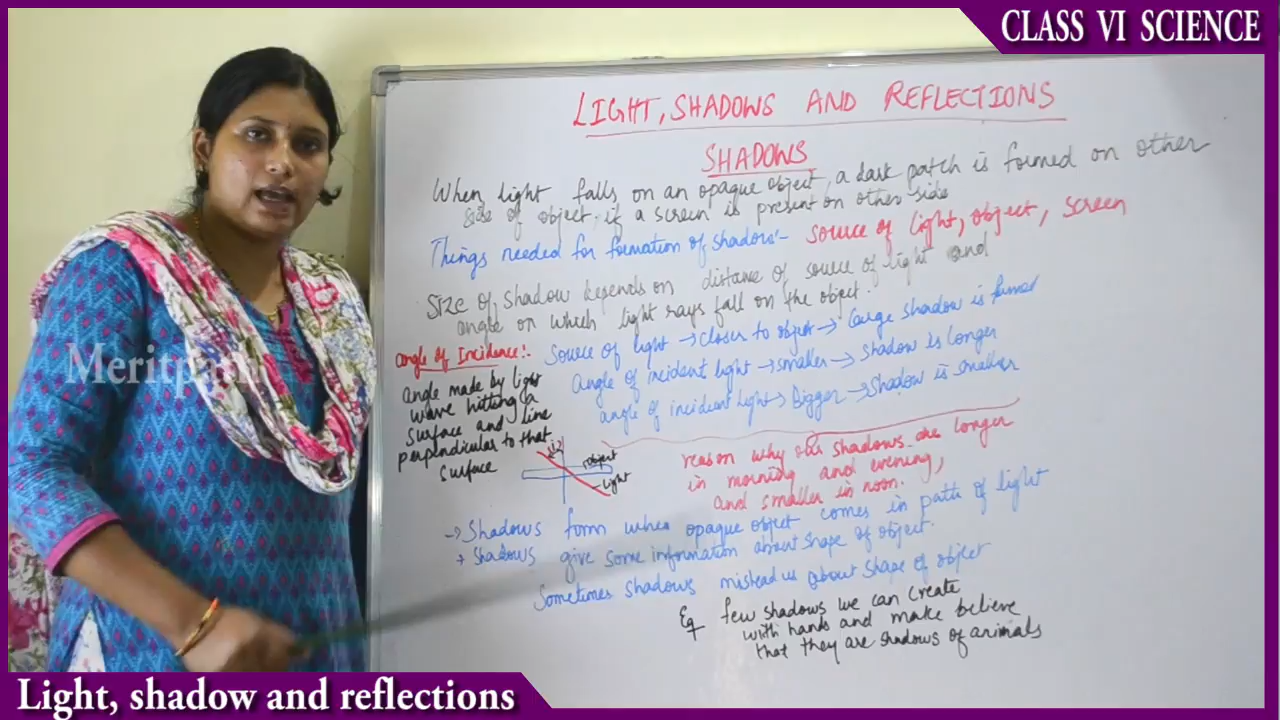 CLASS VI SCIENCE
LIGHT, SHADOWS AND REFLECTIONS
SHADOWS
When light falls on an opaque object, a dark patch is formed on other
size of object, if a screen is present on other side
Things needed for formation of shadow:- source of light, object, screen
Size of shadow depends on distance of source of light and
angle on which light rays fall on the object.
Source of light → closer to object → large shadow is formed
angle of incident light → smaller → shadow is longer
angle of incident light → Bigger → shadow is smaller
Angle of Incidence:-
angle made by light
wave hitting a
surface and line
perpendicular to that
surface
object
light
reason why our shadows are longer
in morning and evening,
and smaller in noon.
→ Shadows form when opaque object comes in path of light
→ Shadows give some information about shape of object.
Sometimes shadows mislead us about shape of object
Eg few shadows we can create
with hands and make believe
that they are shadows of animals
Light, shadow and reflections